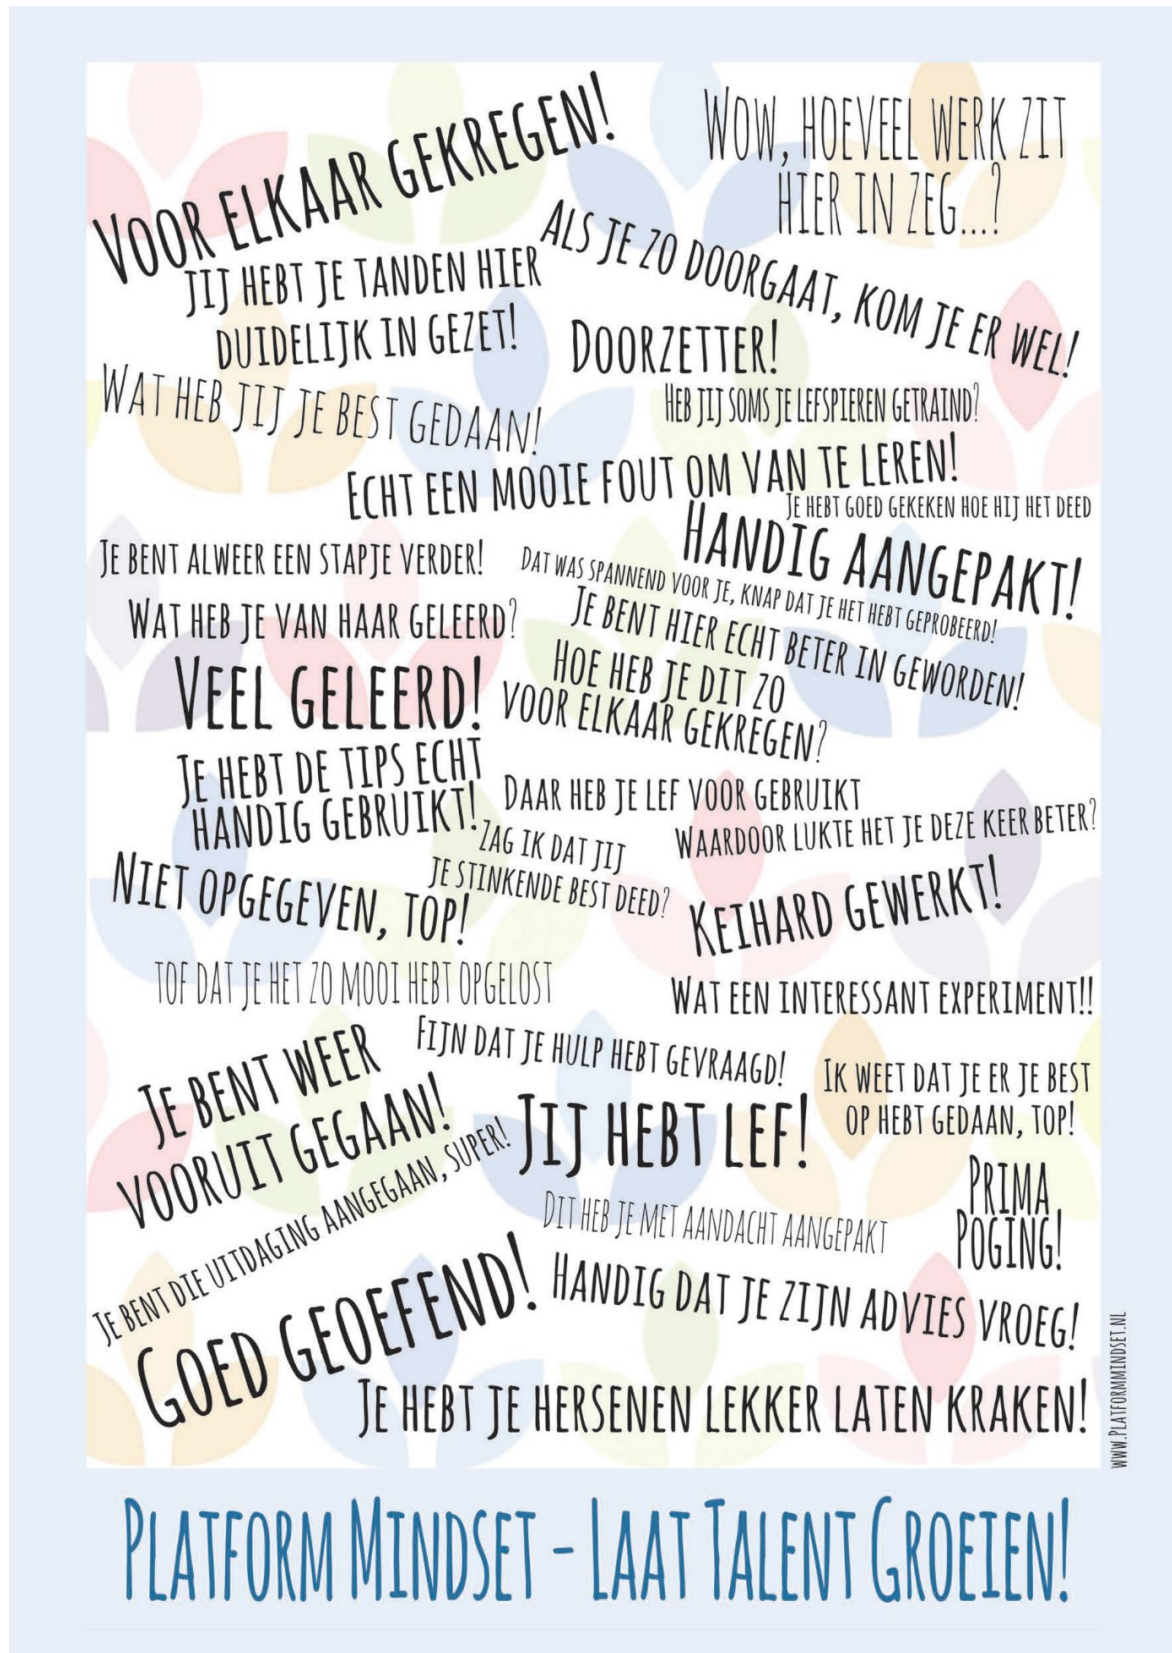 VOOR ELKAAR GEKREGEN!
WOW, HOEVEEL WERK ZIT
HIER IN ZEG...?
ALS JE ZO DOORGAAT, KOM JE ER WEL!
JIJ HEBT JE TANDEN HIER
DUIDELIJK IN GEZET!
DOORZETTER!
WAT HEB JIJ JE BEST GEDAAN!
HEB JIJ SOMS JE LEFSPIEREN GETRAIND?
ECHT EEN MOOIE FOUT OM VAN TE LEREN!
JE HEBT GOED GEKEKEN HOE HIJ HET DEED
HANDIG AANGEPAKT!
JE BENT ALWEER EEN STAPJE VERDER!
DAT WAS SPANNEND VOOR JE, KNAP DAT JE HET HEBT GEPROBEERD!
WAT HEB JE VAN HAAR GELEERD?
JE BENT HIER ECHT BETER IN GEWORDEN!
VEEL GELEERD!
HOE HEB JE DIT ZO
VOOR ELKAAR GEKREGEN?
JE HEBT DE TIPS ECHT
HANDIG GEBRUIKT!
DAAR HEB JE LEF VOOR GEBRUIKT
WAARDOOR LUKTE HET JE DEZE KEER BETER?
ZAG IK DAT JIJ
JE STINKENDE BEST DEED?
NIET OPGEGEVEN, TOP!
KEIHARD GEWERKT!
TOF DAT JE HET ZO MOOI HEBT OPGELOST
WAT EEN INTERESSANT EXPERIMENT!!
FIJN DAT JE HULP HEBT GEVRAAGD!
JE BENT WEER
VOORUIT GEGAAN!
IK WEET DAT JE ER JE BEST
OP HEBT GEDAAN, TOP!
JIJ HEBT LEF!
JE BENT DIE UITDAGING AANGEGAAN, SUPER!
PRIMA
POGING!
DIT HEB JE MET AANDACHT AANGEPAKT
HANDIG DAT JE ZIJN ADVIES VROEG!
GOED GEOEFEND!
JE HEBT JE HERSENEN LEKKER LATEN KRAKEN!
WWW.PLATFORMMINDSET.NL
PLATFORM MINDSET - LAAT TALENT GROEIEN!